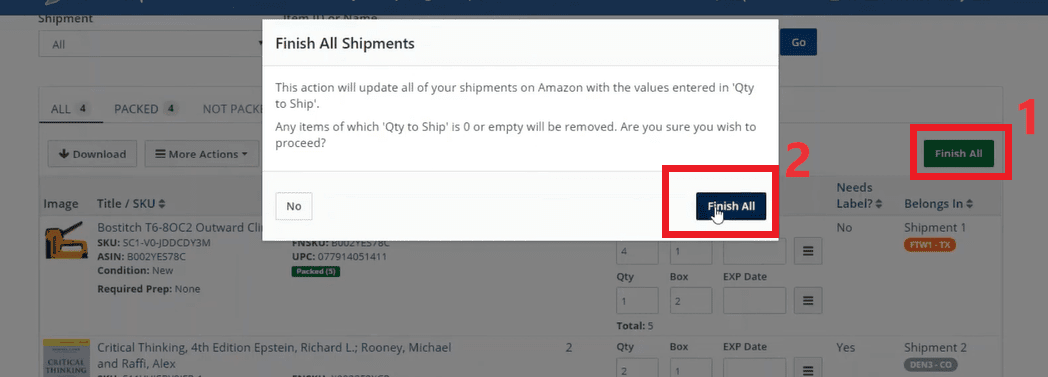 Shipment
Item ID or Name
All
Go
Finish All Shipments
This action will update all of your shipments on Amazon with the values entered in 'Qty
to Ship'.
Any items of which 'Qty to Ship' is 0 or empty will be removed. Are you sure you wish to
proceed?
No
Finish All
2
1
ALL 4
PACKED 4
NOT PACKE
Download
More Actions
Finish All
Image
Title / SKU
Needs
Label?
Belongs In
Bostitch T6-8OC2 Outward Cli
SKU: SC1-V0-JDDCDY3M
ASIN: B002YES78C
Condition: New
Required Prep: None
FNSKU: B002YES78C
UPC: 077914051411
Packed (5)
4
1
Qty
Box
EXP Date
1
2
Total: 5
No
Shipment 1
FTW1 - TX
Critical Thinking, 4th Edition Epstein, Richard L.; Rooney, Michael
and Raffi, Alex
CRITICAL
THINKING
2
Qty
Box
EXP Date
2
1
Yes
Shipment 2
DEN3 - CO